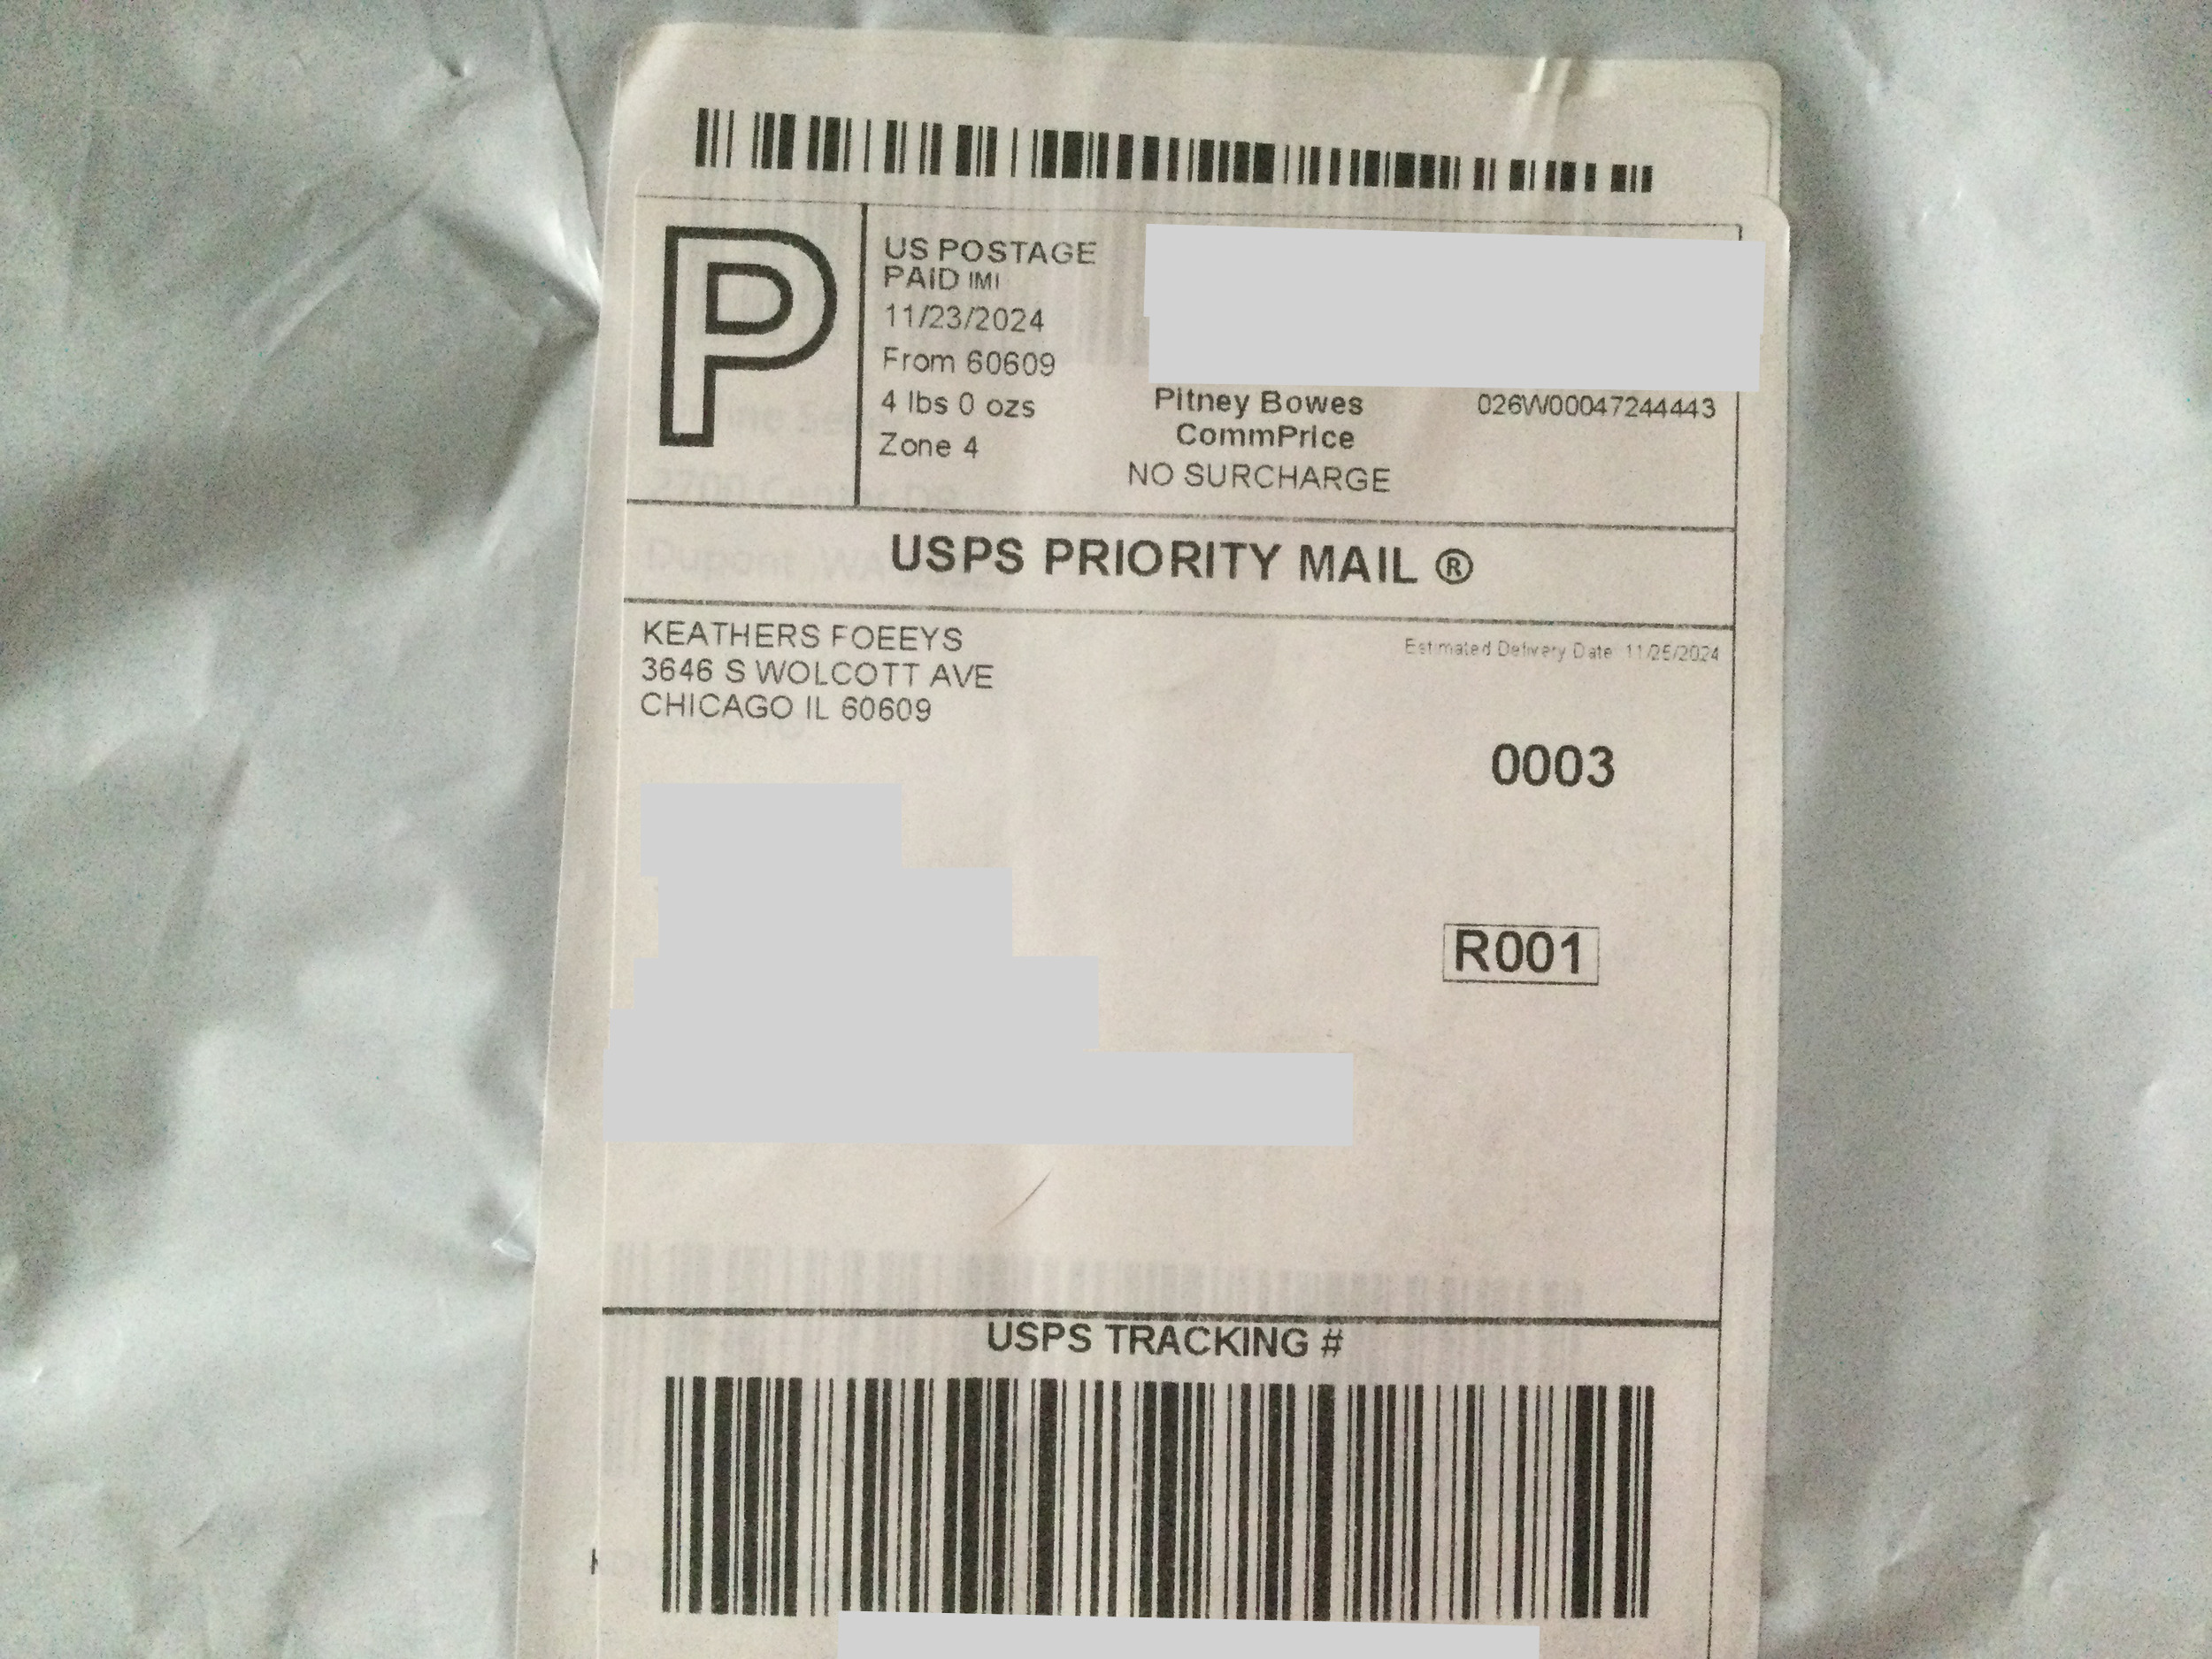 P
US POSTAGE
PAID IMI
11/23/2024
From 60609
4 lbs 0 ozs
Zone 4
Pitney Bowes
CommPrice
NO SURCHARGE
026W00047244443
USPS PRIORITY MAIL ®
Dupont, WA
KEATHERS FOEEYS
3646 S WOLCOTT AVE
CHICAGO IL 60609
Estimated Delivery Date 11/25/2024
0003
R001
USPS TRACKING #